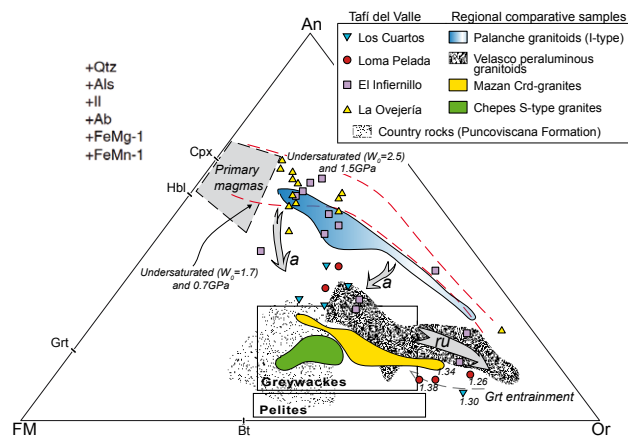 An
Tafí del Valle
Regional comparative samples
Los Cuartos
Palanche granitoids (I-type)
Loma Pelada
Velasco peraluminous
granitoids
El Infiernillo
Mazan Crd-granites
La Ovejería
Chepes S-type granites
Country rocks (Puncoviscana Formation)
+Qtz
+Als
+Il
+Ab
+FeMg-1
+FeMn-1
Cpx
Hbl
Primary
magmas
Undersaturated (W₀=2.5)
and 1.5GPa
a
a
Undersaturated (W₀=1.7)
and 0.7GPa
Grt
ru
Greywackes
1.34
1.38
1.26
1.30
Grt entrainment
Pelites
FM
Bt
Or